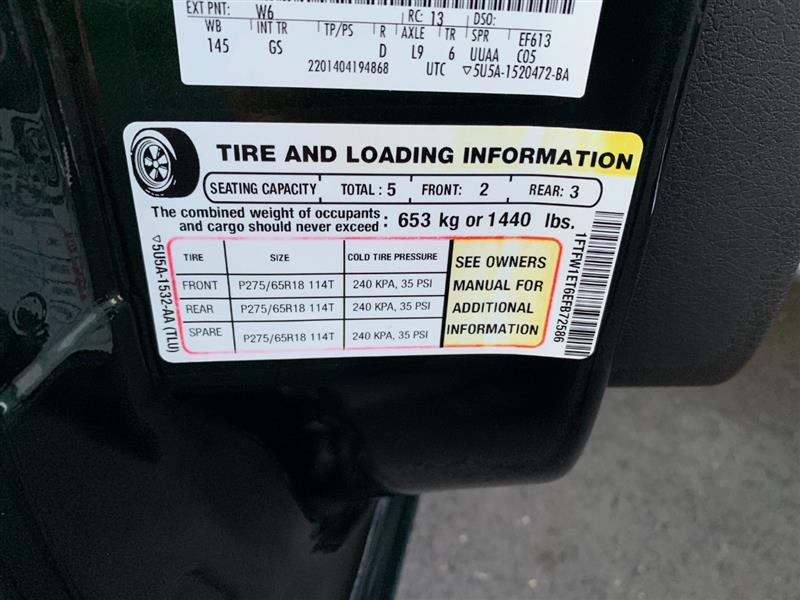 EXT PNT: W6 RC: 13 DSO:
WB INT TR TP/PS R AXLE TR SPR EF613
145 GS D L9 6 UUAA C05
2201404194868 UTC ▽5U5A-1520472-BA
TIRE AND LOADING INFORMATION
SEATING CAPACITY TOTAL : 5 FRONT: 2 REAR: 3
The combined weight of occupants and cargo should never exceed : 653 kg or 1440 lbs.
TIRE SIZE COLD TIRE PRESSURE
FRONT P275/65R18 114T 240 KPA, 35 PSI
REAR P275/65R18 114T 240 KPA, 35 PSI
SPARE P275/65R18 114T 240 KPA, 35 PSI
SEE OWNERS
MANUAL FOR
ADDITIONAL
INFORMATION
▽5U5A-1532-AA (TLU)
1FTFW1ET6EFB72586